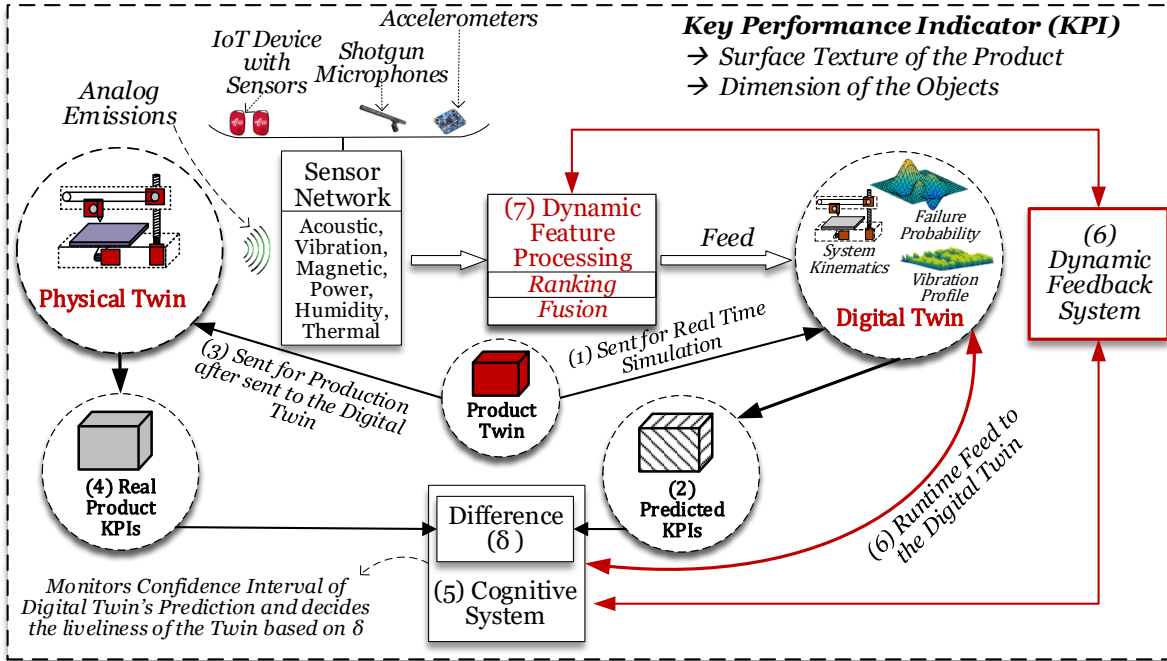 Key Performance Indicator (KPI)
→ Surface Texture of the Product
→ Dimension of the Objects
Accelerometers
IoT Device
with
Sensors
Shotgun
Microphones
Analog
Emissions
Physical Twin
Sensor
Network
Acoustic,
Vibration,
Magnetic,
Power,
Humidity,
Thermal
(7) Dynamic
Feature
Processing
Ranking
Fusion
Feed
Failure
Probability
System
Kinematics
Vibration
Profile
Digital Twin
(6)
Dynamic
Feedback
System
(1) Sent for Real Time
Simulation
(3) Sent for Production
after sent to the Digital
Twin
Product
Twin
(4) Real
Product
KPIs
(2)
Predicted
KPIs
Difference
(δ )
(5) Cognitive
System
(6) Runtime Feed to
the Digital Twin
Monitors Confidence Interval of
Digital Twin's Prediction and decides
the liveliness of the Twin based on δ